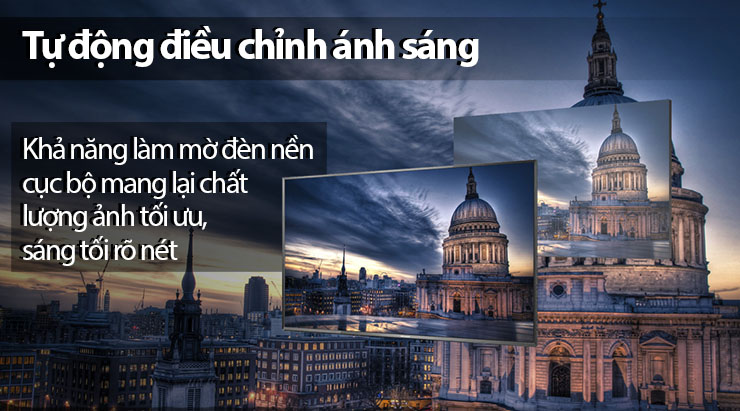 Tự động điều chỉnh ánh sáng
Khả năng làm mờ đèn nền
cục bộ mang lại chất
lượng ảnh tối ưu,
sáng tối rõ nét